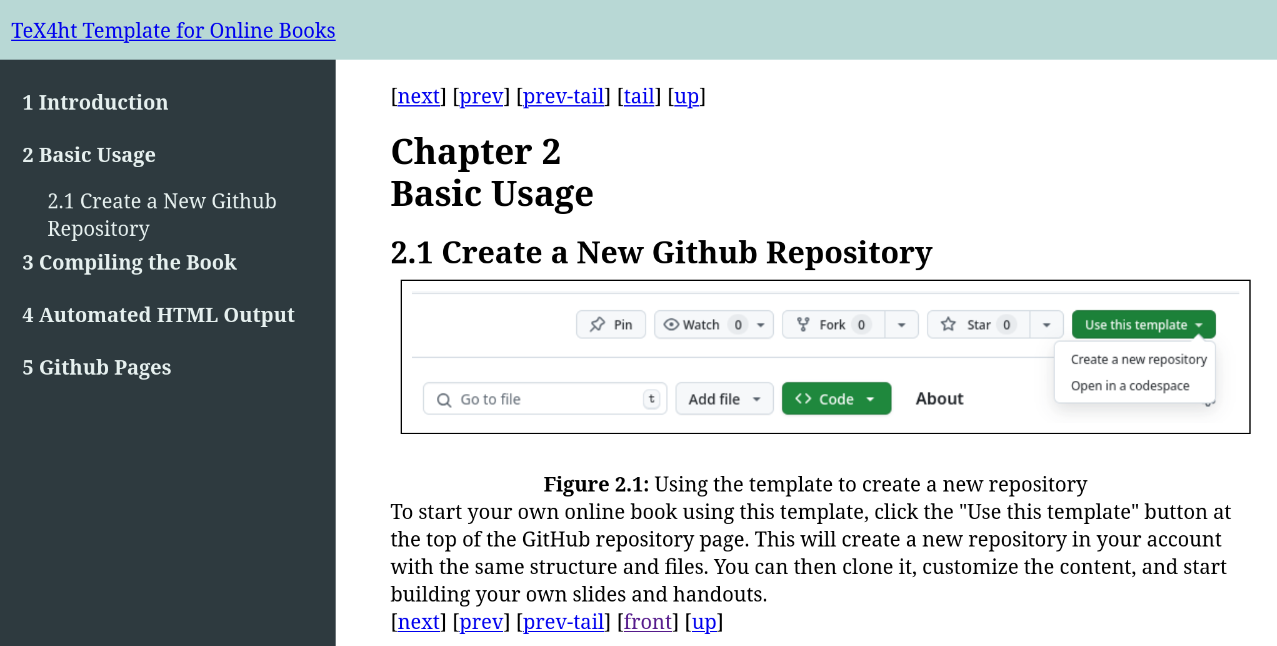 TeX4ht Template for Online Books
1 Introduction
2 Basic Usage
2.1 Create a New Github
Repository
3 Compiling the Book
4 Automated HTML Output
5 Github Pages
[next] [prev] [prev-tail] [tail] [up]
Chapter 2
Basic Usage
2.1 Create a New Github Repository
Pin Watch 0 Fork 0 Star 0 Use this template
Create a new repository
Open in a codespace
Go to file t Add file <> Code About
Figure 2.1: Using the template to create a new repository
To start your own online book using this template, click the "Use this template" button at
the top of the GitHub repository page. This will create a new repository in your account
with the same structure and files. You can then clone it, customize the content, and start
building your own slides and handouts.
[next] [prev] [prev-tail] [front] [up]